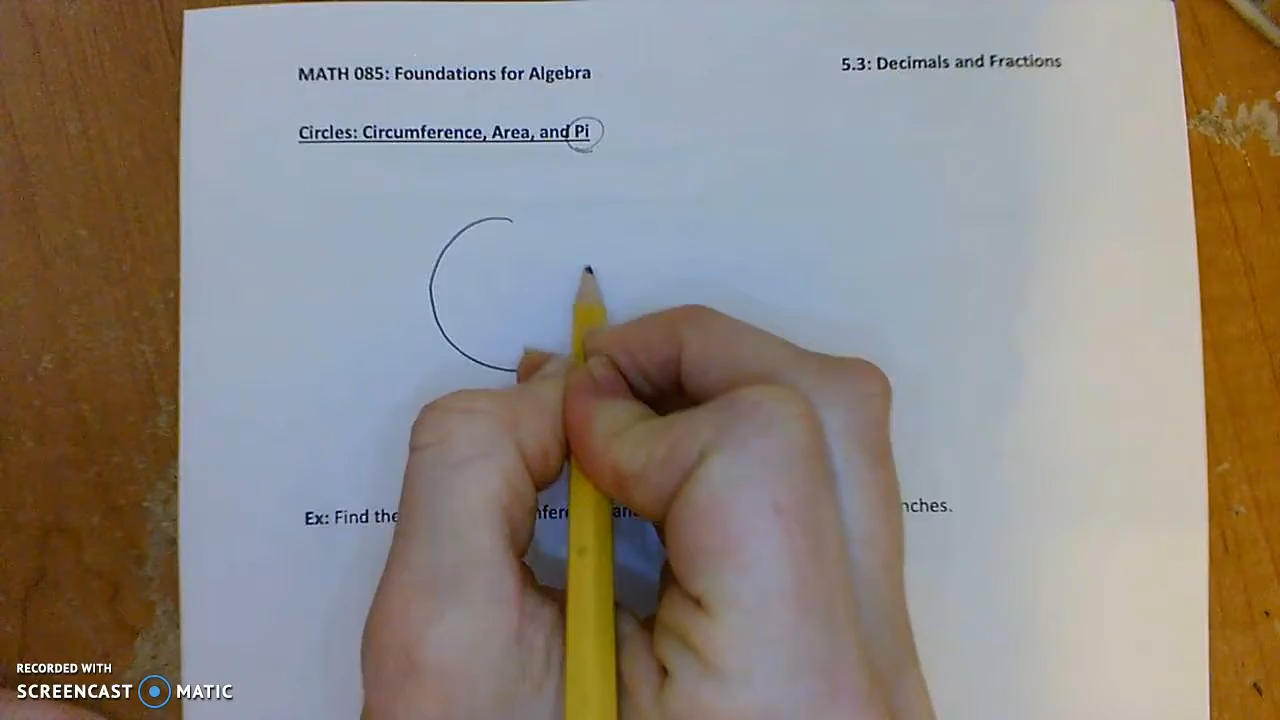 MATH 085: Foundations for Algebra
5.3: Decimals and Fractions
Circles: Circumference, Area, and Pi
Ex: Find the
RECORDED WITH
SCREENCAST MATIC